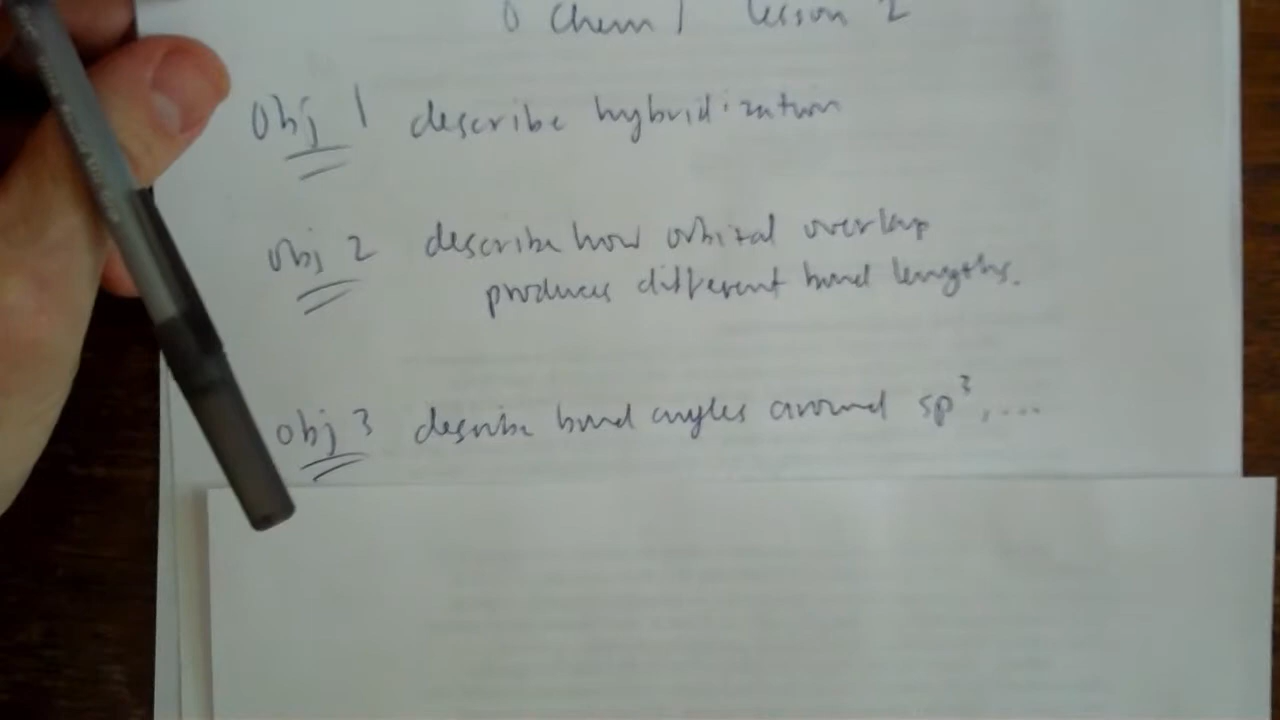 O Chem 1 lesson 2
Obj 1 describe hybridization
obj 2 describe how orbital overlap
produces different bond lengths.
obj 3 describe bond angles around sp³, ....